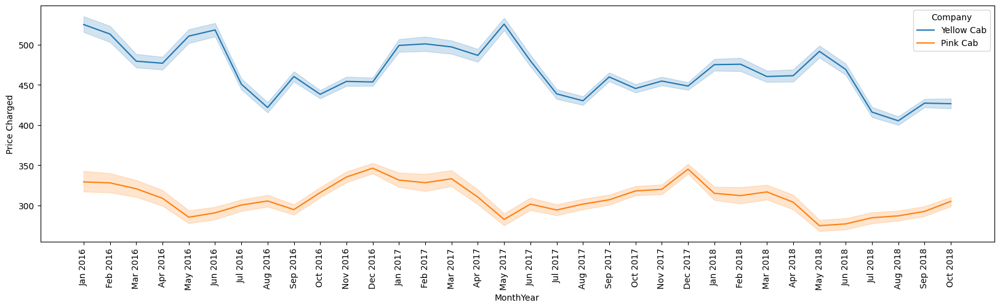 Company
Yellow Cab
Pink Cab
Price Charged
500
450
400
350
300
Jan 2016
Feb 2016
Mar 2016
Apr 2016
May 2016
Jun 2016
Jul 2016
Aug 2016
Sep 2016
Oct 2016
Nov 2016
Dec 2016
Jan 2017
Feb 2017
Mar 2017
Apr 2017
May 2017
Jun 2017
Jul 2017
Aug 2017
Sep 2017
Oct 2017
Nov 2017
Dec 2017
Jan 2018
Feb 2018
Mar 2018
Apr 2018
May 2018
Jun 2018
Jul 2018
Aug 2018
Sep 2018
Oct 2018
MonthYear